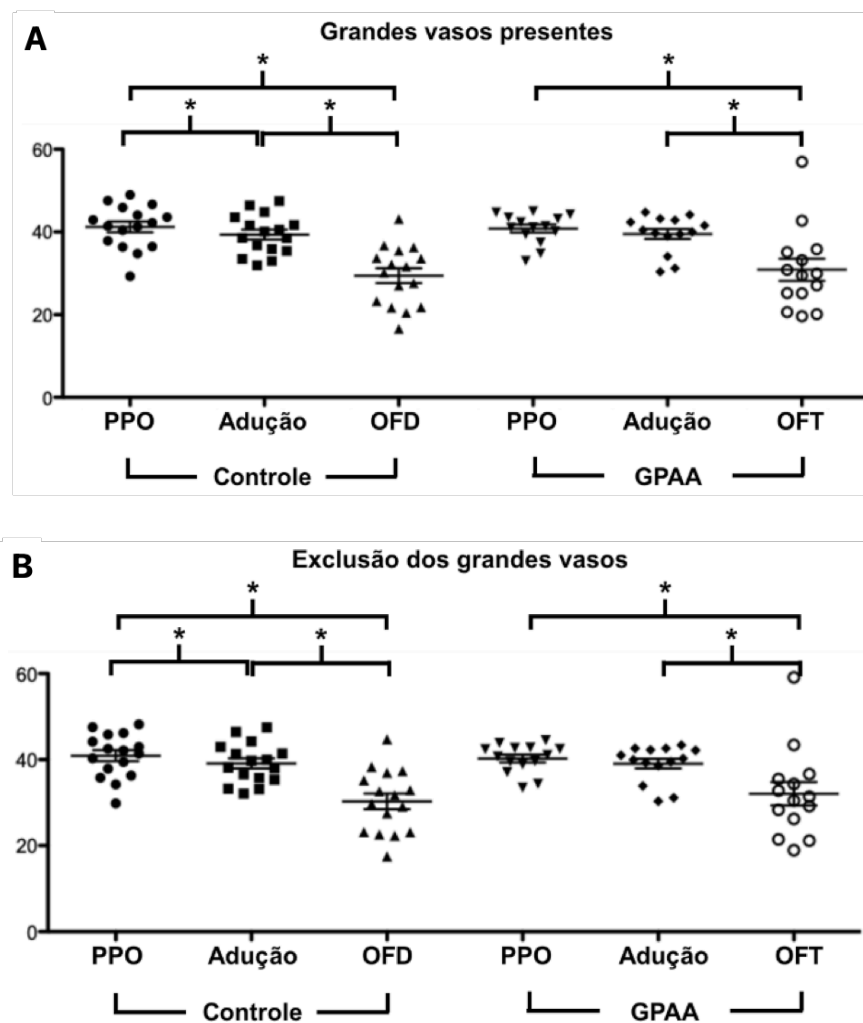 A
Grandes vasos presentes
* *
* * *
60
40
20
0
PPO Adução OFD PPO Adução OFT
Controle GPAA
B
Exclusão dos grandes vasos
* *
* * *
60
40
20
0
PPO Adução OFD PPO Adução OFT
Controle GPAA